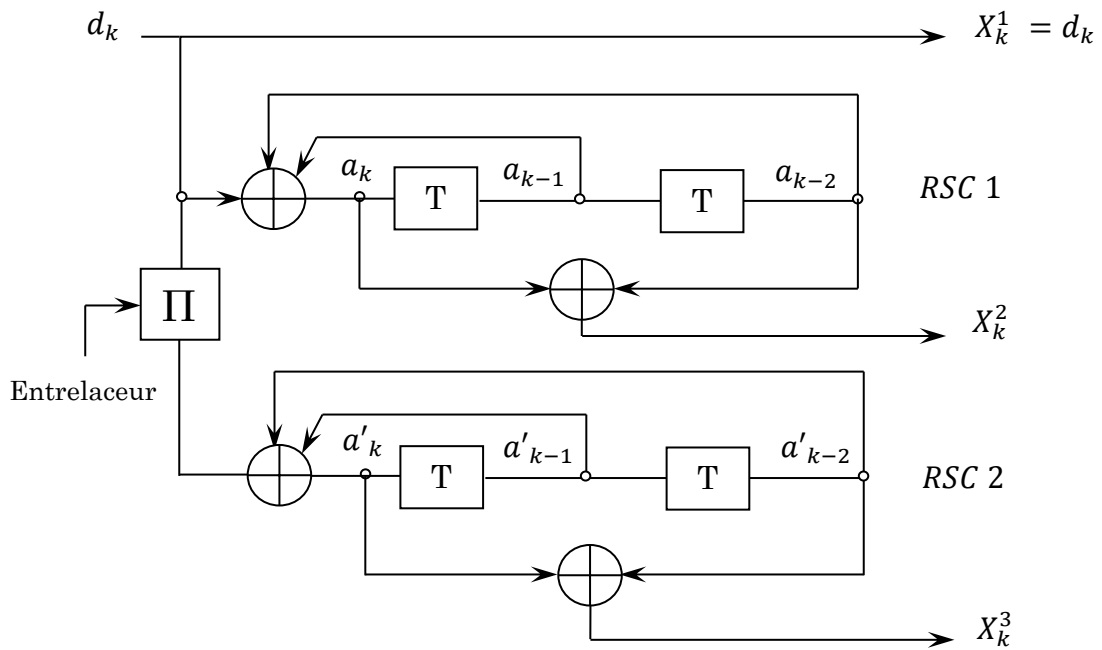 d_k
X_k^1 = d_k
a_k
T
a_{k-1}
T
a_{k-2}
RSC 1
Π
X_k^2
Entrelaceur
a'_k
T
a'_{k-1}
T
a'_{k-2}
RSC 2
X_k^3